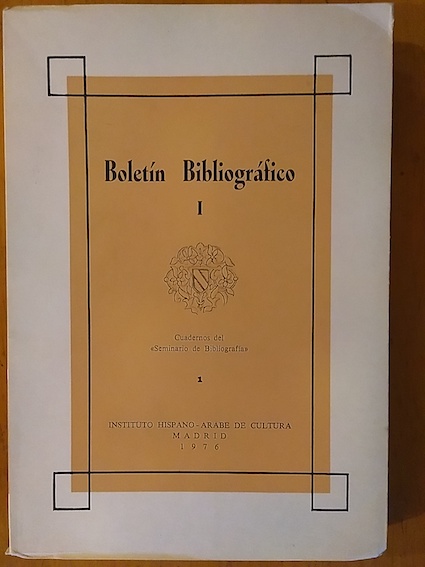 Boletín Bibliográfico
I
Cuadernos del
«Seminario de Bibliografía»
1
INSTITUTO HISPANO-ARABE DE CULTURA
MADRID
1976